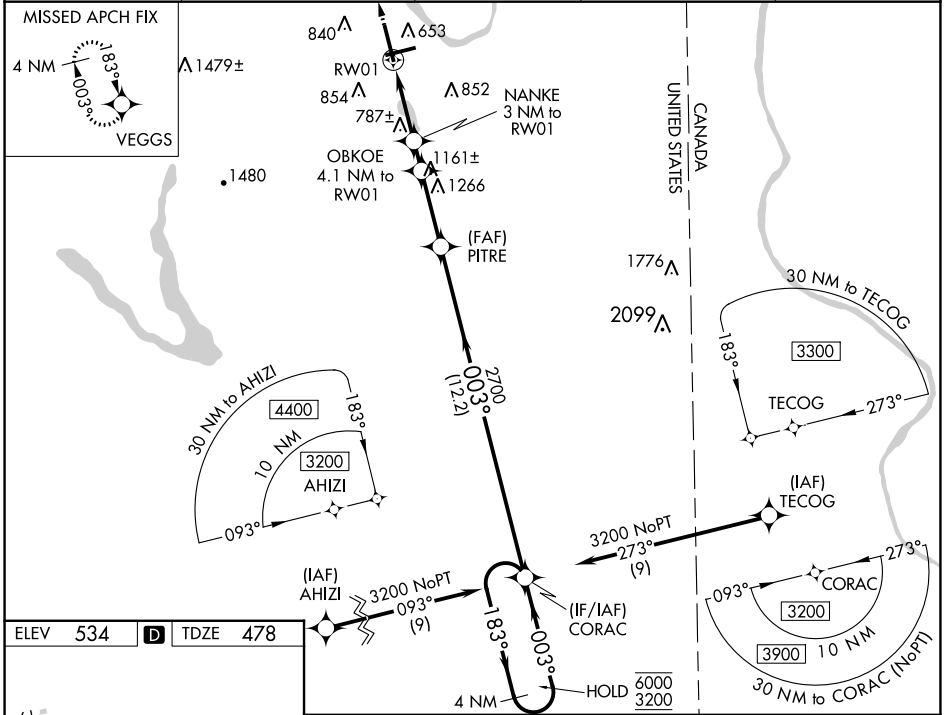 MISSED APCH FIX
4 NM
183°
003°
VEGGS
1479±
840
653
RW01
854
852
787±
NANKE
3 NM to
RW01
OBKOE
4.1 NM to
RW01
1161±
1266
1480
(FAF)
PITRE
CANADA
UNITED STATES
1776
2099
30 NM to TECOG
183°
3300
TECOG
273°
30 NM to AHIZI
4400
183°
10 NM
3200
AHIZI
093°
2700
003°
(12.2)
(IAF)
TECOG
3200 NoPT
273°
(9)
(IAF)
AHIZI
3200 NoPT
093°
(9)
(IF/IAF)
CORAC
183°
003°
4 NM
HOLD
6000
3200
093°
273°
CORAC
3200
10 NM
3900
30 NM to CORAC (NoPT)
ELEV 534 D TDZE 478